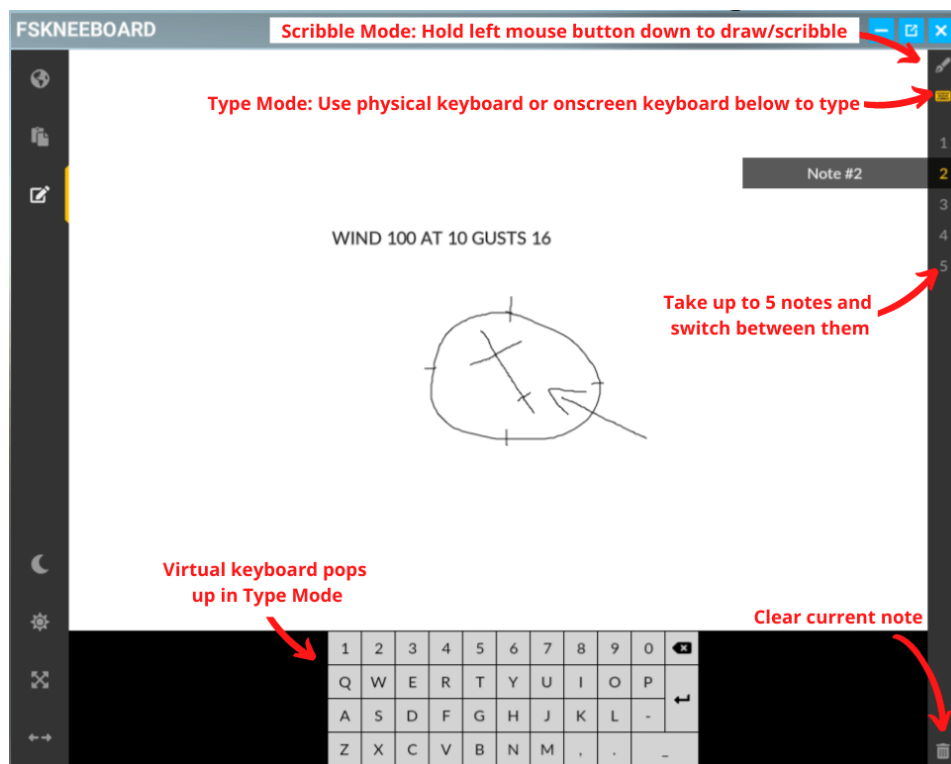 FSKNEEBOARD
Scribble Mode: Hold left mouse button down to draw/scribble
Type Mode: Use physical keyboard or onscreen keyboard below to type
1
Note #2
2
3
4
5
WIND 100 AT 10 GUSTS 16
Take up to 5 notes and
switch between them
Virtual keyboard pops
up in Type Mode
Clear current note
1 2 3 4 5 6 7 8 9 0
Q W E R T Y U I O P
A S D F G H J K L -
Z X C V B N M , . _